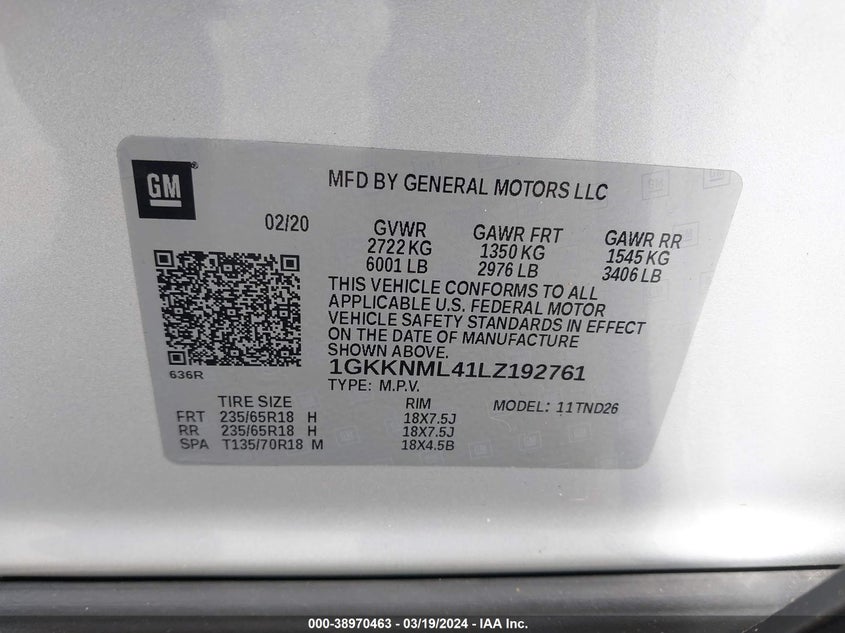 GM
MFD BY GENERAL MOTORS LLC
02/20
GVWR
2722 KG
6001 LB
GAWR FRT
1350 KG
2976 LB
GAWR RR
1545 KG
3406 LB
THIS VEHICLE CONFORMS TO ALL
APPLICABLE U.S. FEDERAL MOTOR
VEHICLE SAFETY STANDARDS IN EFFECT
ON THE DATE OF MANUFACTURE
SHOWN ABOVE.
636R
1GKKNML41LZ192761
TYPE: M.P.V.
TIRE SIZE RIM MODEL: 11TND26
FRT 235/65R18 H 18X7.5J
RR 235/65R18 H 18X7.5J
SPA T135/70R18 M 18X4.5B
000-38970463 / 03/19/2024 - IAA Inc.